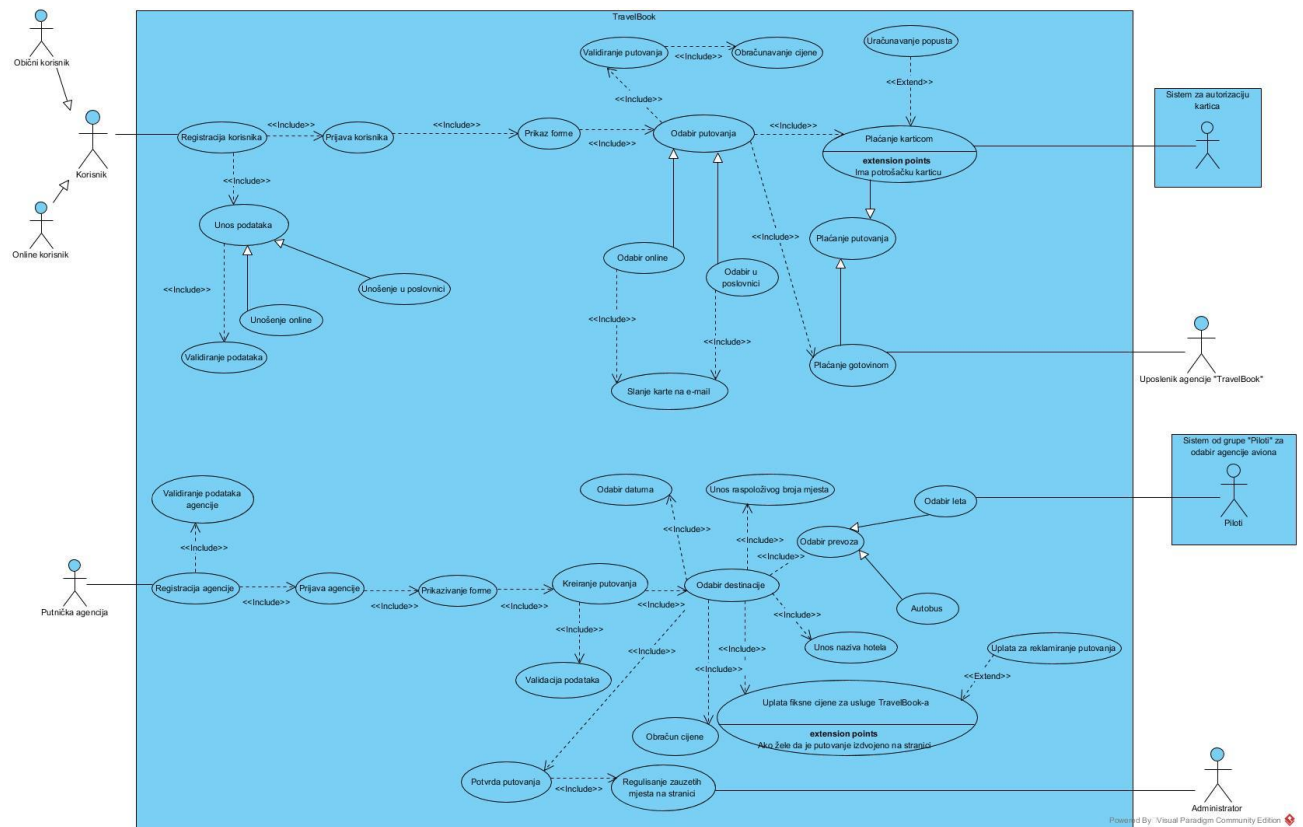 TravelBook
Obični korisnik
Korisnik
Online korisnik
Registracija korisnika
<<Include>>
Prijava korisnika
<<Include>>
Prikaz forme
<<Include>>
Odabir putovanja
<<Include>>
Validiranje putovanja
<<Include>>
Obračunavanje cijene
<<Include>>
Uračunavanje popusta
<<Extend>>
Plaćanje karticom
extension points
Ima potrošačku karticu
Sistem za autorizaciju
kartica
<<Include>>
Unos podataka
<<Include>>
Unošenje u poslovnici
Unošenje online
Validiranje podataka
Odabir online
Odabir u
poslovnici
<<Include>>
<<Include>>
Slanje karte na e-mail
<<Include>>
Plaćanje putovanja
Plaćanje gotovinom
Uposlenik agencije "TravelBook"
Sistem od grupe "Piloti" za
odabir agencije aviona
Piloti
Putnička agencija
Validiranje podataka
agencije
<<Include>>
Registracija agencije
<<Include>>
Prijava agencije
<<Include>>
Prikazivanje forme
<<Include>>
Kreiranje putovanja
<<Include>>
<<Include>>
Validacija podataka
Odabir datuma
<<Include>>
Odabir destinacije
Unos raspoloživog broja mjesta
<<Include>>
<<Include>>
Odabir prevoza
Odabir leta
Autobus
<<Include>>
Unos naziva hotela
<<Include>>
Uplata fiksne cijene za usluge TravelBook-a
extension points
Ako žele da je putovanje izdvojeno na stranici
<<Extend>>
Uplata za reklamiranje putovanja
<<Include>>
Obračun cijene
<<Include>>
Potvrda putovanja
<<Include>>
Regulisanje zauzetih
mjesta na stranici
Administrator
Powered By Visual Paradigm Community Edition